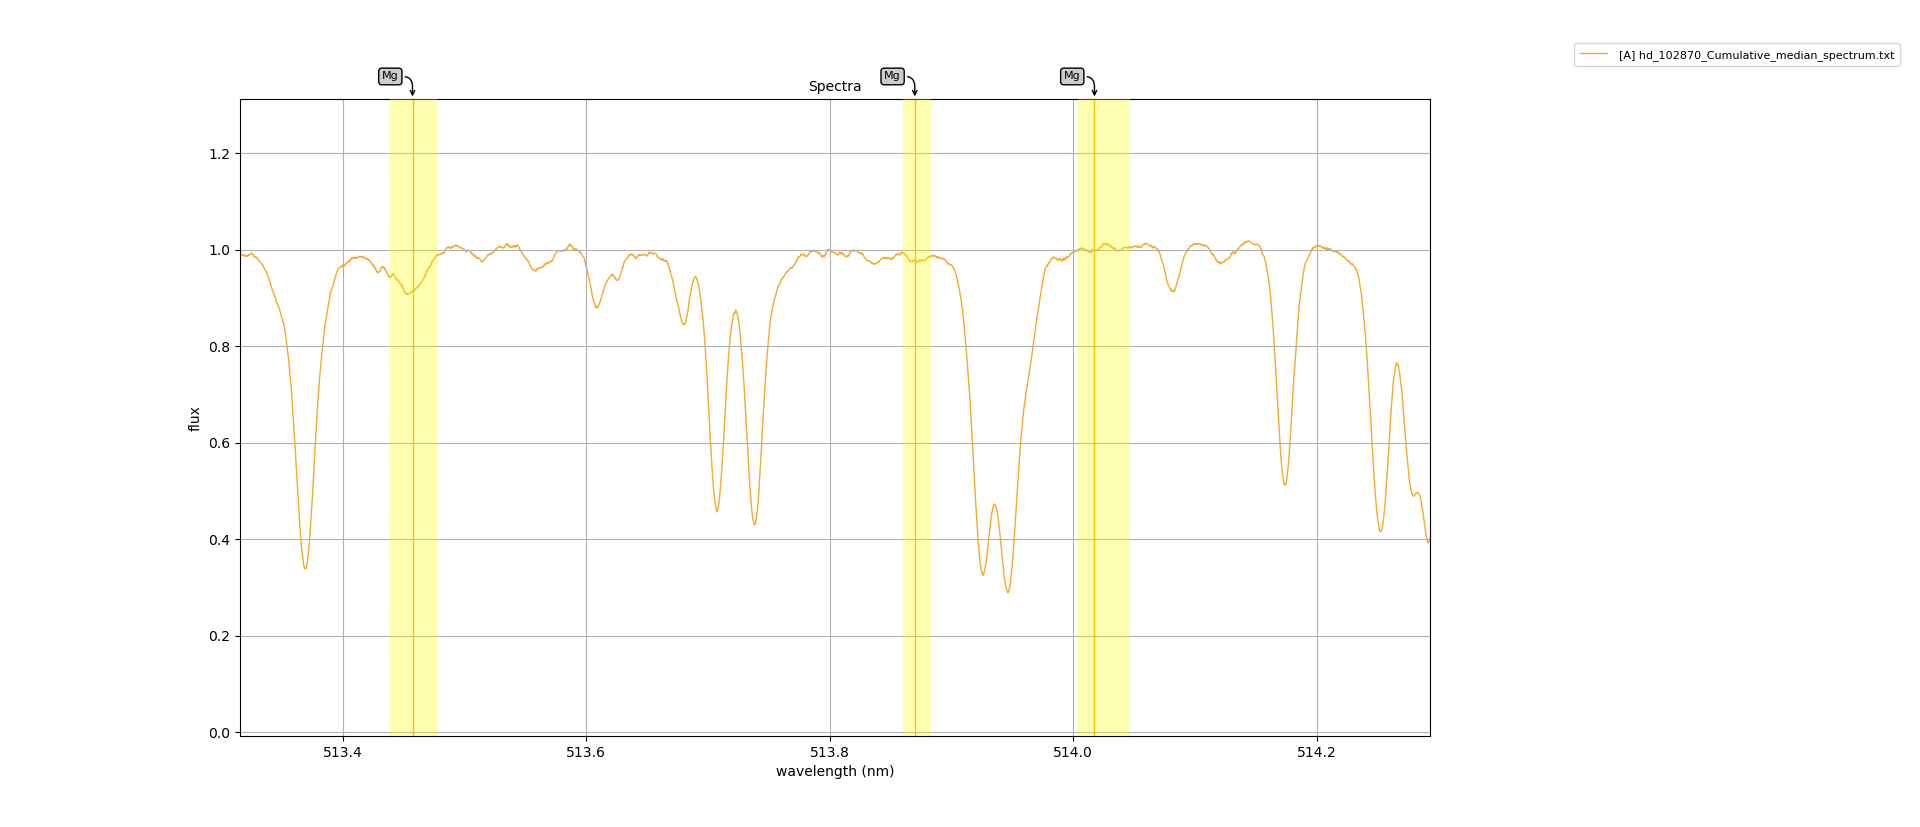 [A] hd_102870_Cumulative_median_spectrum.txt
Mg Mg Mg
Spectra
1.2
1.0
0.8
0.6
0.4
0.2
0.0
flux
513.4 513.6 513.8 514.0 514.2
wavelength (nm)